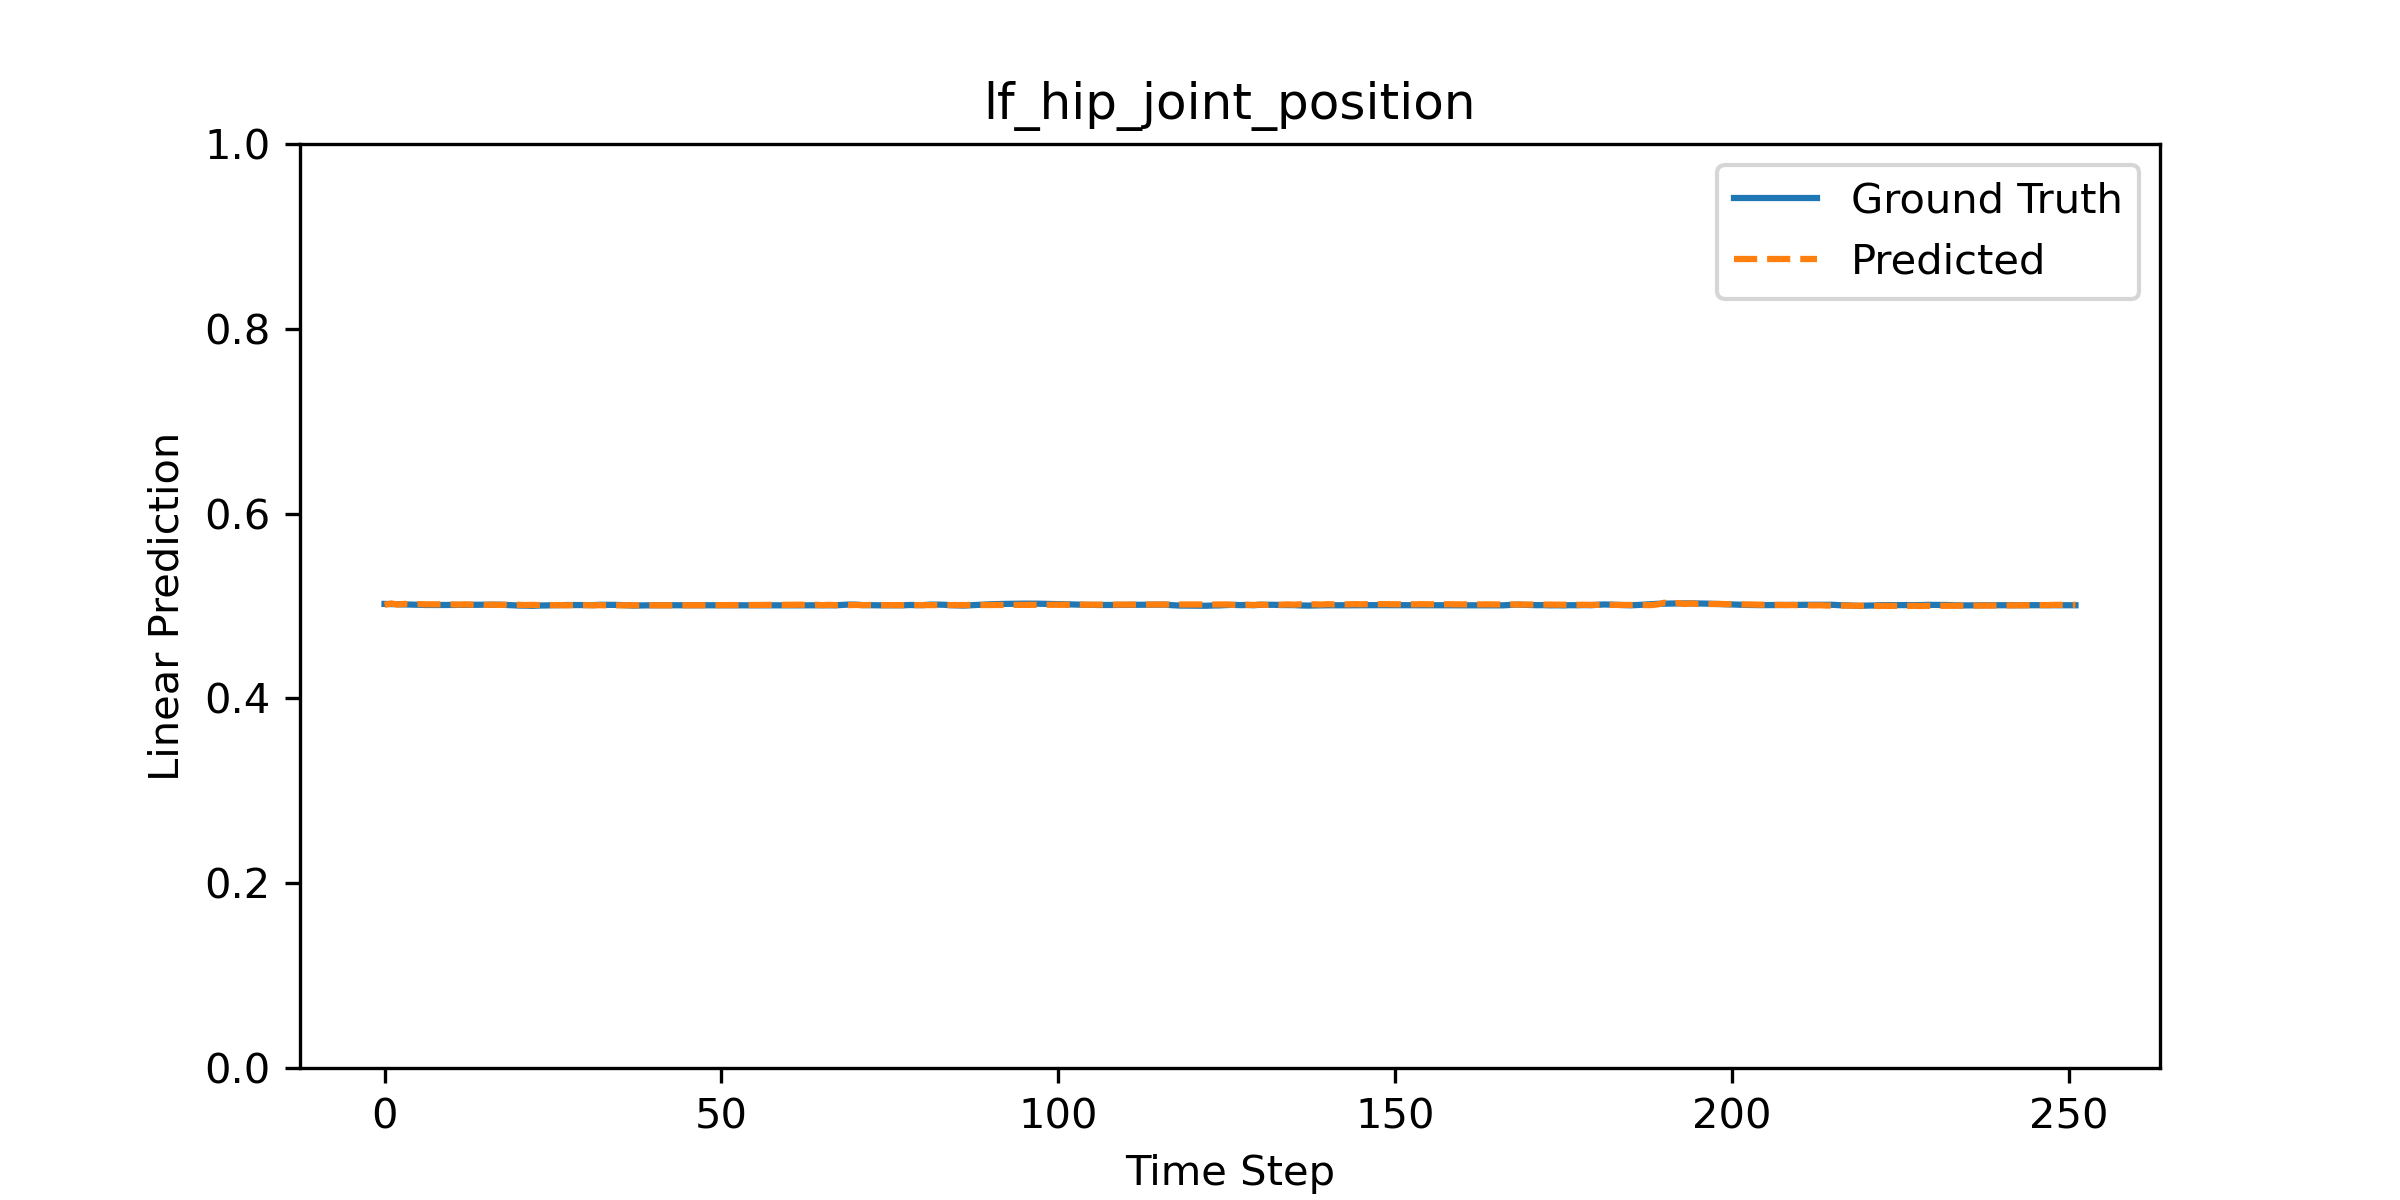 lf_hip_joint_position
1.0
Ground Truth
Predicted
0.8
0.6
Linear Prediction
0.4
0.2
0.0
0 50 100 150 200 250
Time Step